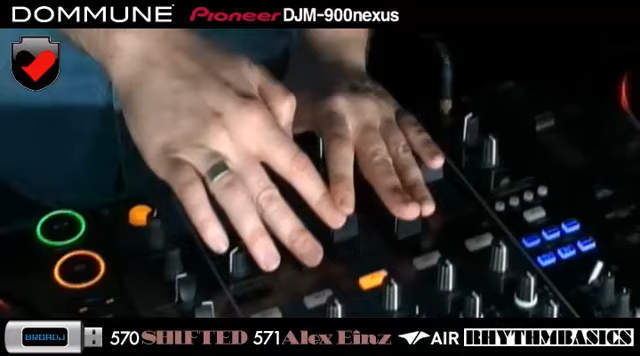 DOMMUNE Pioneer DJM-900nexus
BROADJ 570 SHIFTED 571 Alex Einz AIR RHYTHMBASICS